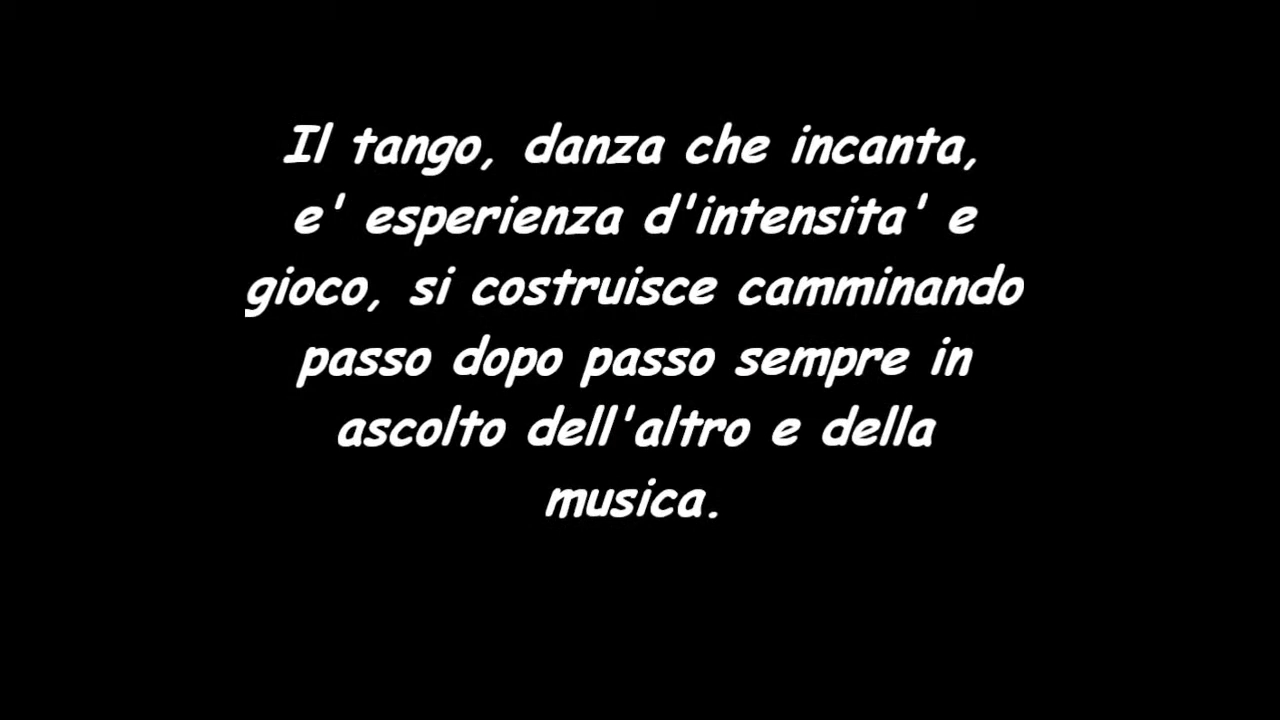 Il tango, danza che incanta,
e' esperienza d'intensita' e
gioco, si costruisce camminando
passo dopo passo sempre in
ascolto dell'altro e della
musica.